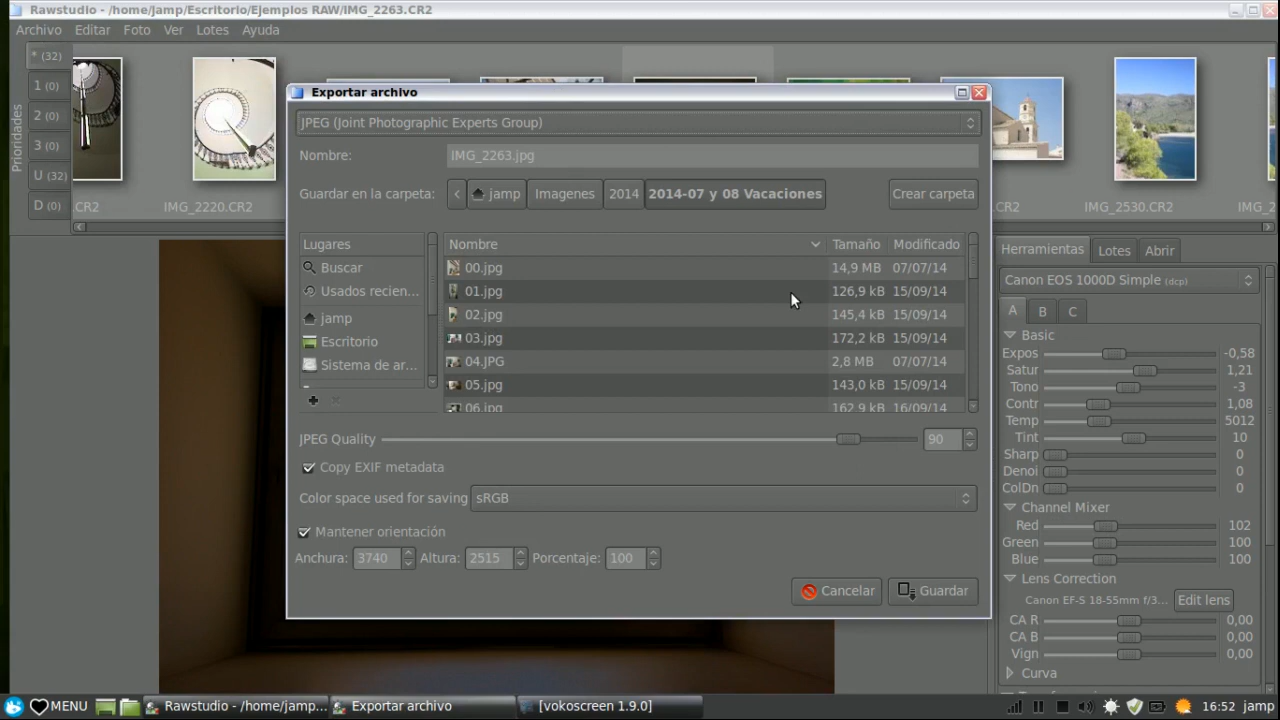 Rawstudio - /home/jamp/Escritorio/Ejemplos RAW/IMG_2263.CR2
Archivo Editar Foto Ver Lotes Ayuda
Prioridades
* (32)
1 (0)
2 (0)
3 (0)
U (32)
D (0)
.CR2 IMG_2220.CR2 CR2 IMG_2530.CR2 IMG_2
Exportar archivo
JPEG (Joint Photographic Experts Group)
Nombre: IMG_2263.jpg
Guardar en la carpeta: < jamp Imagenes 2014 2014-07 y 08 Vacaciones Crear carpeta
Lugares
Buscar
Usados recien...
jamp
Escritorio
Sistema de ar...
Nombre Tamaño Modificado
00.jpg 14,9 MB 07/07/14
01.jpg 126,9 kB 15/09/14
02.jpg 145,4 kB 15/09/14
03.jpg 172,2 kB 15/09/14
04.JPG 2,8 MB 07/07/14
05.jpg 143,0 kB 15/09/14
06.jpg 162,9 kB 16/09/14
JPEG Quality 90
Copy EXIF metadata
Color space used for saving sRGB
Mantener orientación
Anchura: 3740 Altura: 2515 Porcentaje: 100
Cancelar Guardar
Herramientas Lotes Abrir
Canon EOS 1000D Simple (dcp)
A B C
Basic
Expos -0,58
Satur 1,21
Tono -3
Contr 1,08
Temp 5012
Tint 10
Sharp 0
Denoi 0
ColDn 0
Channel Mixer
Red 102
Green 100
Blue 100
Lens Correction
Canon EF-S 18-55mm f/3... Edit lens
CA R 0,00
CA B 0,00
Vign 0,00
Curva
MENU Rawstudio - /home/jamp... Exportar archivo [vokoscreen 1.9.0] 16:52 jamp